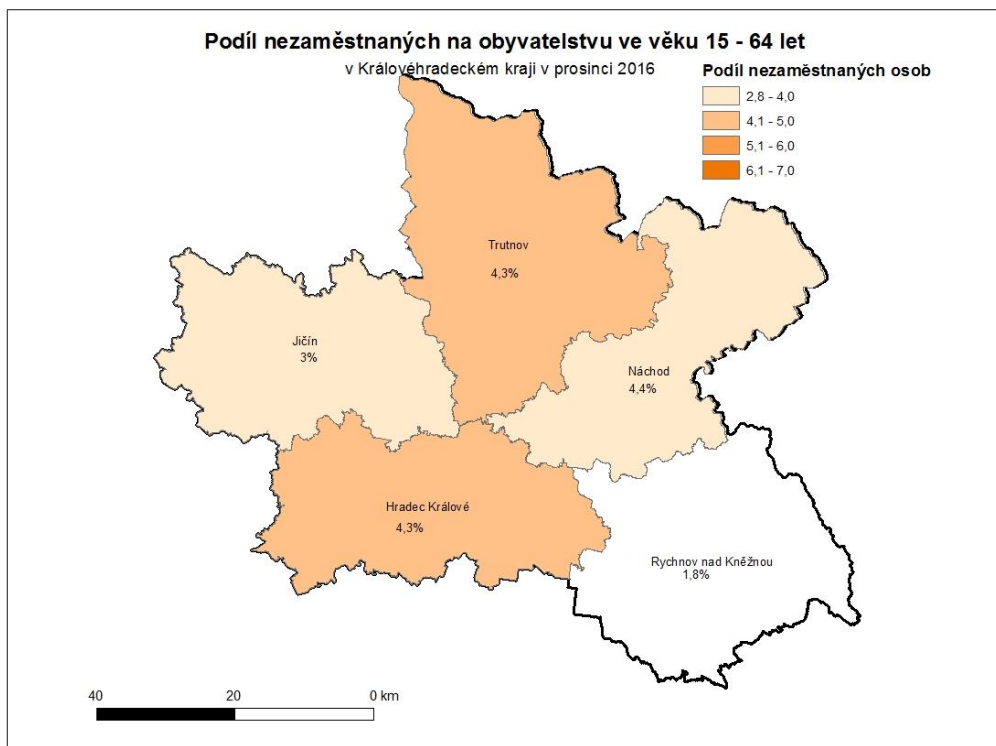 Podíl nezaměstnaných na obyvatelstvu ve věku 15 - 64 let
v Královéhradeckém kraji v prosinci 2016
Podíl nezaměstnaných osob
2,8 - 4,0
4,1 - 5,0
5,1 - 6,0
6,1 - 7,0
Trutnov
4,3%
Jičín
3%
Náchod
4,4%
Hradec Králové
4,3%
Rychnov nad Kněžnou
1,8%
40 20 0 km